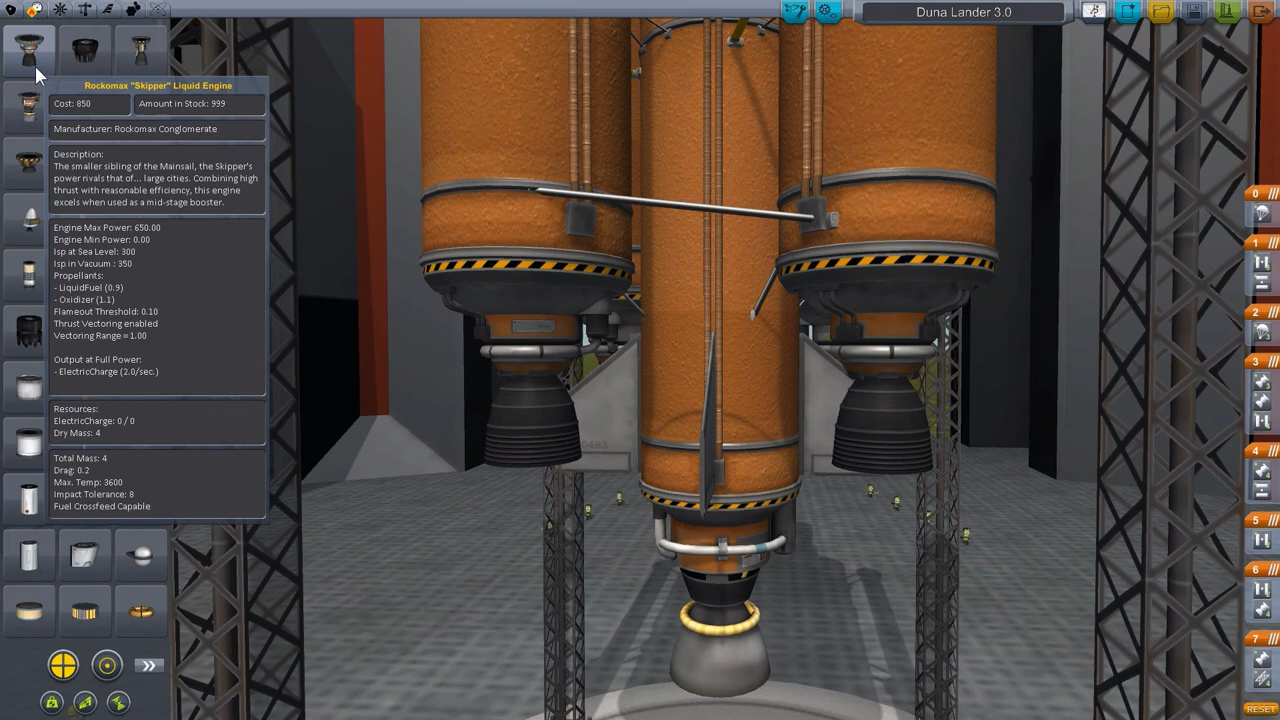 Duna Lander 3.0
Rockomax "Skipper" Liquid Engine
Cost: 850
Amount in Stock: 999
Manufacturer: Rockomax Conglomerate
Description:
The smaller sibling of the Mainsail, the Skipper's
power rivals that of... large cities. Combining high
thrust with reasonable efficiency, this engine
excels when used as a mid-stage booster.
Engine Max Power: 650.00
Engine Min Power: 0.00
Isp at Sea Level: 300
Isp in Vacuum : 350
Propellants:
- LiquidFuel (0.9)
- Oxidizer (1.1)
Flameout Threshold: 0.10
Thrust Vectoring enabled
Vectoring Range = 1.00
Output at Full Power:
- ElectricCharge (2.0/sec.)
Resources:
ElectricCharge: 0 / 0
Dry Mass: 4
Total Mass: 4
Drag: 0.2
Max. Temp: 3600
Impact Tolerance: 8
Fuel Crossfeed Capable
0
1
2
3
4
5
6
7
RESET